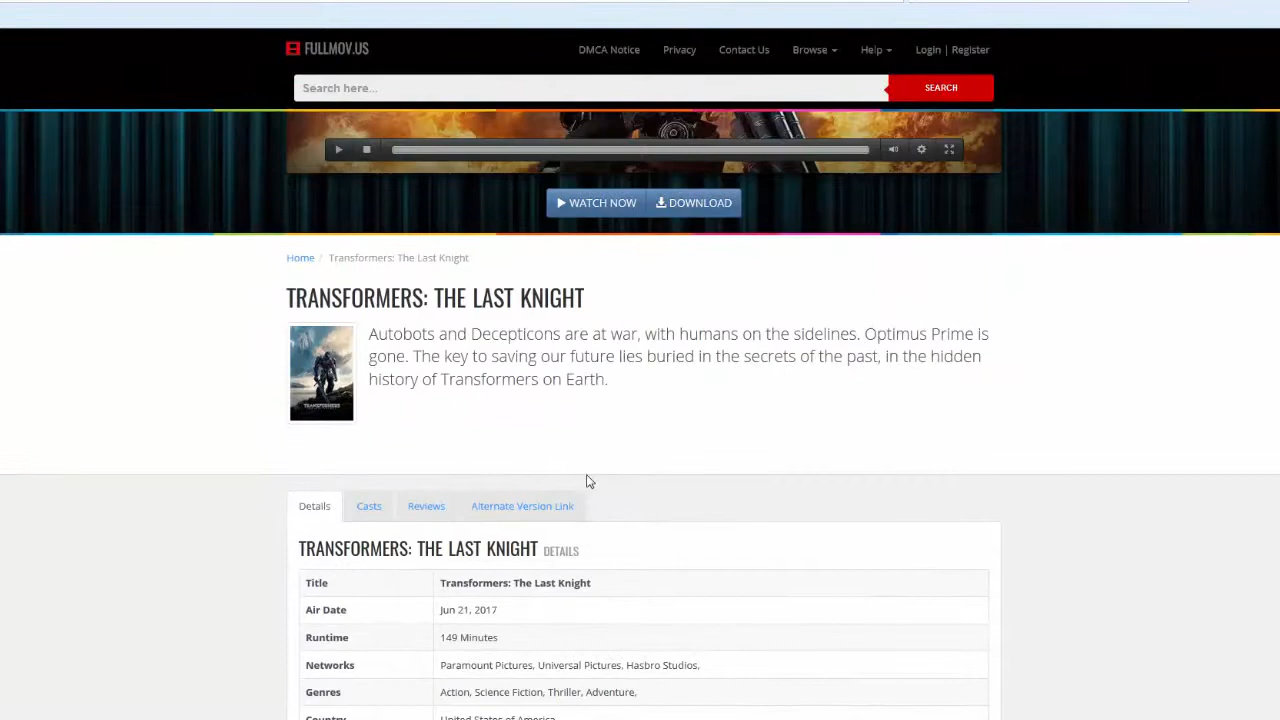 FULLMOV.US
DMCA Notice Privacy Contact Us Browse Help Login | Register
Search here...
SEARCH
WATCH NOW DOWNLOAD
Home / Transformers: The Last Knight
TRANSFORMERS: THE LAST KNIGHT
Autobots and Decepticons are at war, with humans on the sidelines. Optimus Prime is
gone. The key to saving our future lies buried in the secrets of the past, in the hidden
history of Transformers on Earth.
TRANSFORMERS
Details Casts Reviews Alternate Version Link
TRANSFORMERS: THE LAST KNIGHT DETAILS
Title Transformers: The Last Knight
Air Date Jun 21, 2017
Runtime 149 Minutes
Networks Paramount Pictures, Universal Pictures, Hasbro Studios,
Genres Action, Science Fiction, Thriller, Adventure,
Country United States of America